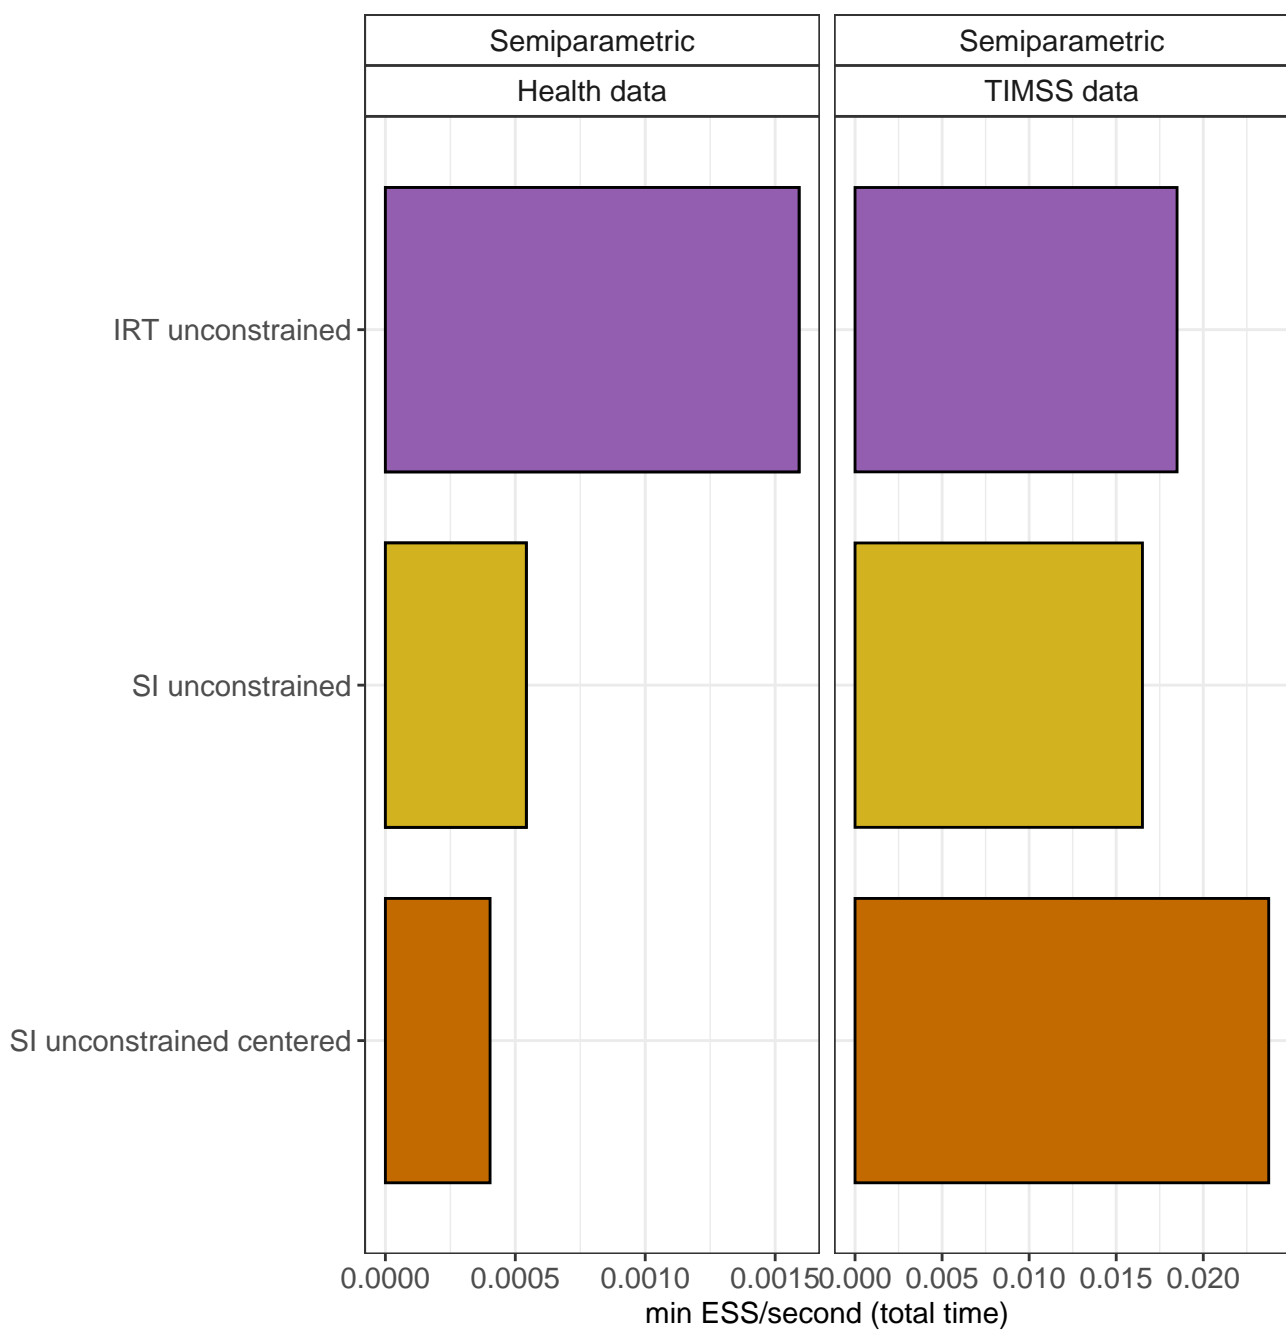 Semiparametric
Semiparametric
Health data
TIMSS data
IRT unconstrained
SI unconstrained
SI unconstrained centered
0.0000 0.0005 0.0010 0.0015 0.000 0.005 0.010 0.015 0.020
min ESS/second (total time)